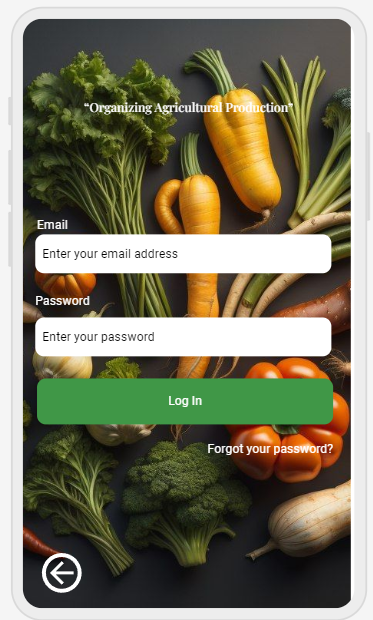 “Organizing Agricultural Production”
Email
Enter your email address
Password
Enter your password
Log In
Forgot your password?